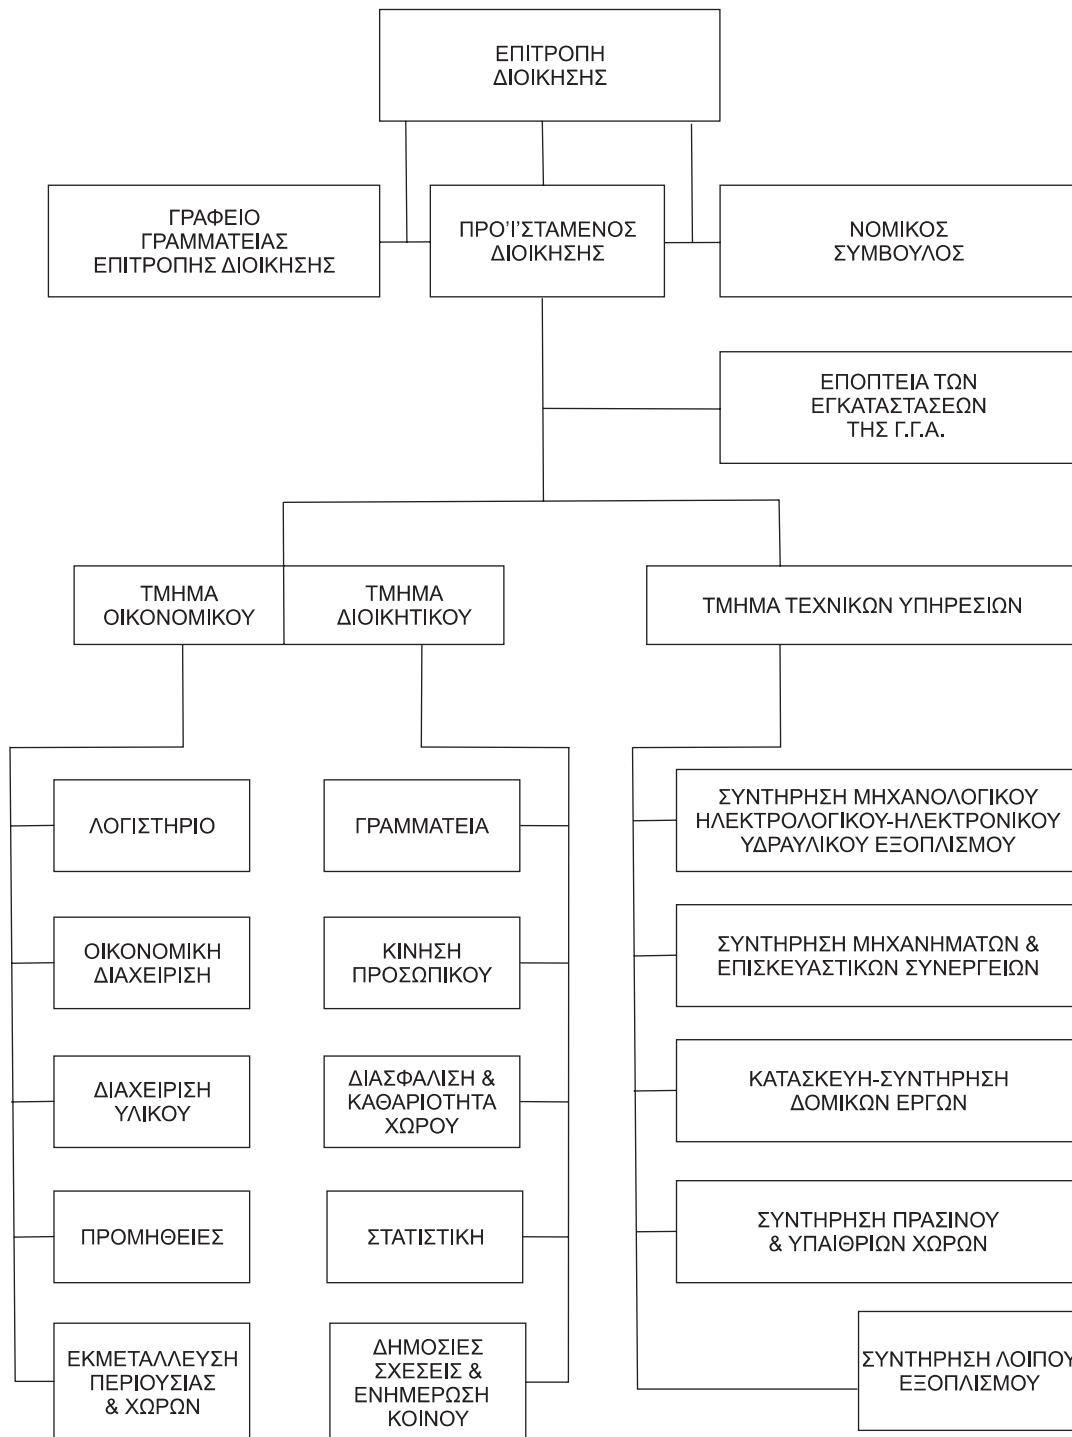 ΕΠΙΤΡΟΠΗ
ΔΙΟΙΚΗΣΗΣ
ΓΡΑΦΕΙΟ
ΓΡΑΜΜΑΤΕΙΑΣ
ΕΠΙΤΡΟΠΗΣ ΔΙΟΙΚΗΣΗΣ
ΠΡΟ'Ι'ΣΤΑΜΕΝΟΣ
ΔΙΟΙΚΗΣΗΣ
ΝΟΜΙΚΟΣ
ΣΥΜΒΟΥΛΟΣ
ΕΠΟΠΤΕΙΑ ΤΩΝ
ΕΓΚΑΤΑΣΤΑΣΕΩΝ
ΤΗΣ Γ.Γ.Α.
ΤΜΗΜΑ
ΟΙΚΟΝΟΜΙΚΟΥ
ΤΜΗΜΑ
ΔΙΟΙΚΗΤΙΚΟΥ
ΤΜΗΜΑ ΤΕΧΝΙΚΩΝ ΥΠΗΡΕΣΙΩΝ
ΛΟΓΙΣΤΗΡΙΟ
ΟΙΚΟΝΟΜΙΚΗ
ΔΙΑΧΕΙΡΙΣΗ
ΔΙΑΧΕΙΡΙΣΗ
ΥΛΙΚΟΥ
ΠΡΟΜΗΘΕΙΕΣ
ΕΚΜΕΤΑΛΛΕΥΣΗ
ΠΕΡΙΟΥΣΙΑΣ
& ΧΩΡΩΝ
ΓΡΑΜΜΑΤΕΙΑ
ΚΙΝΗΣΗ
ΠΡΟΣΩΠΙΚΟΥ
ΔΙΑΣΦΑΛΙΣΗ &
ΚΑΘΑΡΙΟΤΗΤΑ
ΧΩΡΟΥ
ΣΤΑΤΙΣΤΙΚΗ
ΔΗΜΟΣΙΕΣ
ΣΧΕΣΕΙΣ &
ΕΝΗΜΕΡΩΣΗ
ΚΟΙΝΟΥ
ΣΥΝΤΗΡΗΣΗ ΜΗΧΑΝΟΛΟΓΙΚΟΥ
ΗΛΕΚΤΡΟΛΟΓΙΚΟΥ-ΗΛΕΚΤΡΟΝΙΚΟΥ
ΥΔΡΑΥΛΙΚΟΥ ΕΞΟΠΛΙΣΜΟΥ
ΣΥΝΤΗΡΗΣΗ ΜΗΧΑΝΗΜΑΤΩΝ &
ΕΠΙΣΚΕΥΑΣΤΙΚΩΝ ΣΥΝΕΡΓΕΙΩΝ
ΚΑΤΑΣΚΕΥΗ-ΣΥΝΤΗΡΗΣΗ
ΔΟΜΙΚΩΝ ΕΡΓΩΝ
ΣΥΝΤΗΡΗΣΗ ΠΡΑΣΙΝΟΥ
& ΥΠΑΙΘΡΙΩΝ ΧΩΡΩΝ
ΣΥΝΤΗΡΗΣΗ ΛΟΙΠΟΥ
ΕΞΟΠΛΙΣΜΟΥ